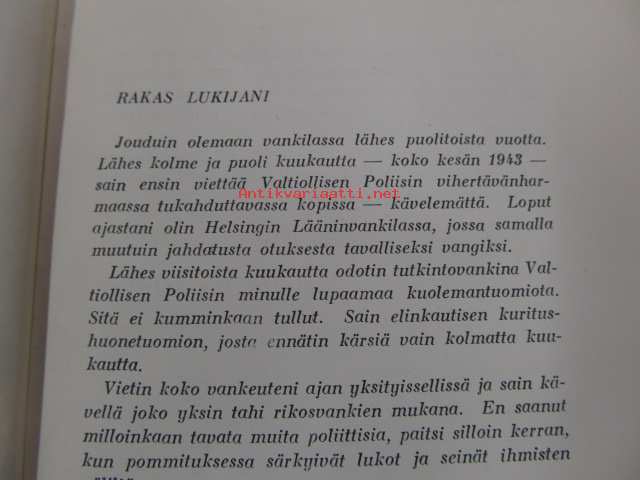 RAKAS LUKIJANI
Jouduin olemaan vankilassa lähes puolitoista vuotta.
Lähes kolme ja puoli kuukautta — koko kesän 1943 —
sain ensin viettää Valtiollisen Poliisin vihertävänhar-
Antikvariaatti.net
maassa tukahduttavassa kopissa — kävelemättä. Loput
ajastani olin Helsingin Lääninvankilassa, jossa samalla
muutuin jahdatusta otuksesta tavalliseksi vangiksi.
Lähes viisitoista kuukautta odotin tutkintovankina Val-
tiollisen Poliisin minulle lupaamaa kuolemantuomiota.
Sitä ei kumminkaan tullut. Sain elinkautisen kuritus-
huonetuomion, josta ennätin kärsiä vain kolmatta kuu-
kautta.
Vietin koko vankeuteni ajan yksityissellissä ja sain kä-
vellä joko yksin tahi rikosvankien mukana. En saanut
milloinkaan tavata muita poliittisia, paitsi silloin kerran,
kun pommituksessa särkyivät lukot ja seinät ihmisten